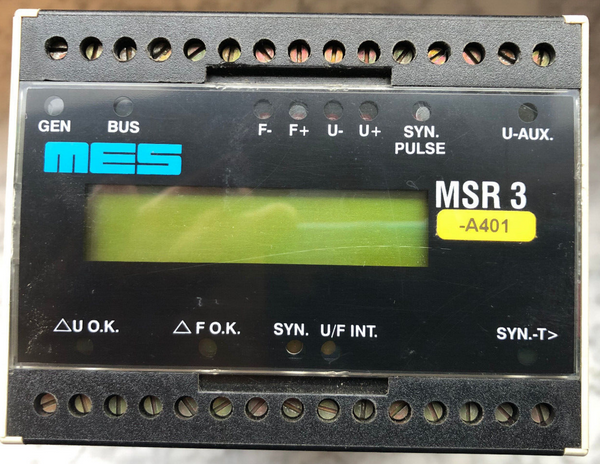 GEN BUS F- F+ U- U+ SYN. PULSE U-AUX.
MES
MSR 3
-A401
△U O.K. △F O.K. SYN. U/F INT. SYN.-T>